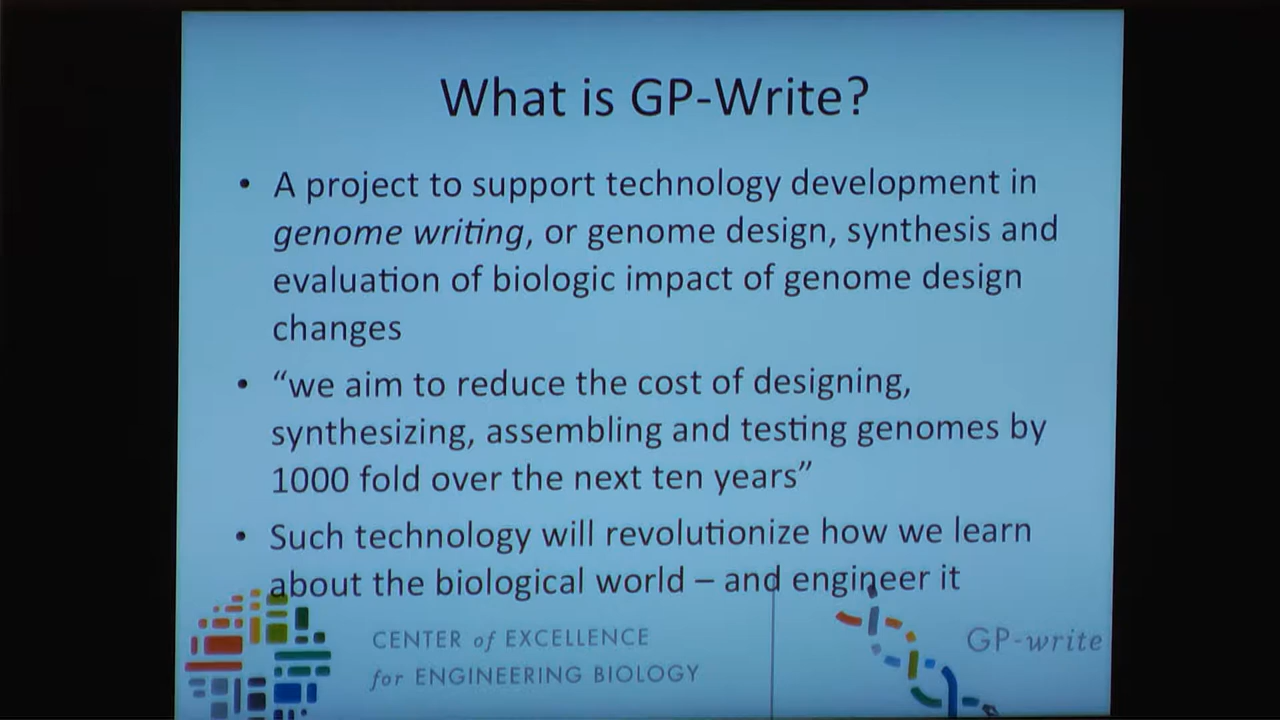 What is GP-Write?
• A project to support technology development in
genome writing, or genome design, synthesis and
evaluation of biologic impact of genome design
changes
• “we aim to reduce the cost of designing,
synthesizing, assembling and testing genomes by
1000 fold over the next ten years”
• Such technology will revolutionize how we learn
about the biological world – and engineer it
CENTER of EXCELLENCE
for ENGINEERING BIOLOGY
GP-write